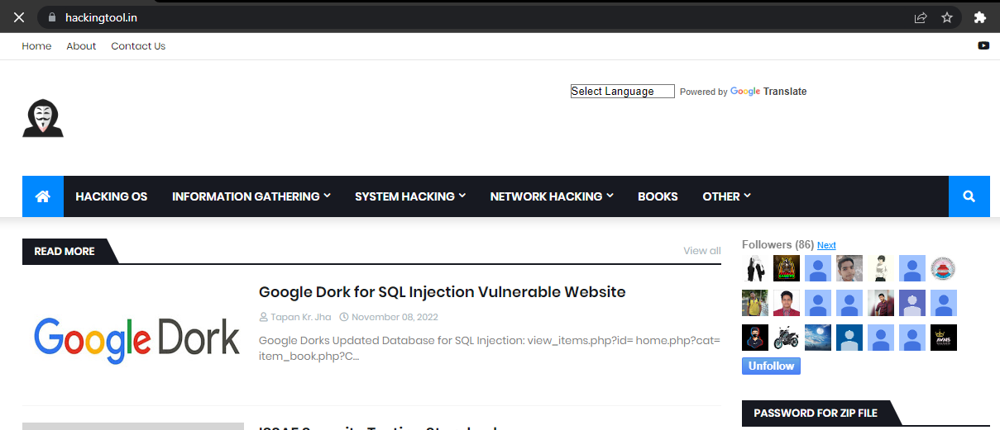 hackingtool.in
Home About Contact Us
Select Language Powered by Google Translate
HACKING OS INFORMATION GATHERING SYSTEM HACKING NETWORK HACKING BOOKS OTHER
READ MORE View all
Google Dork
Google Dork for SQL Injection Vulnerable Website
Tapan Kr. Jha November 08, 2022
Google Dorks Updated Database for SQL Injection: view_items.php?id= home.php?cat=
item_book.php?C...
Followers (86) Next
Unfollow
PASSWORD FOR ZIP FILE